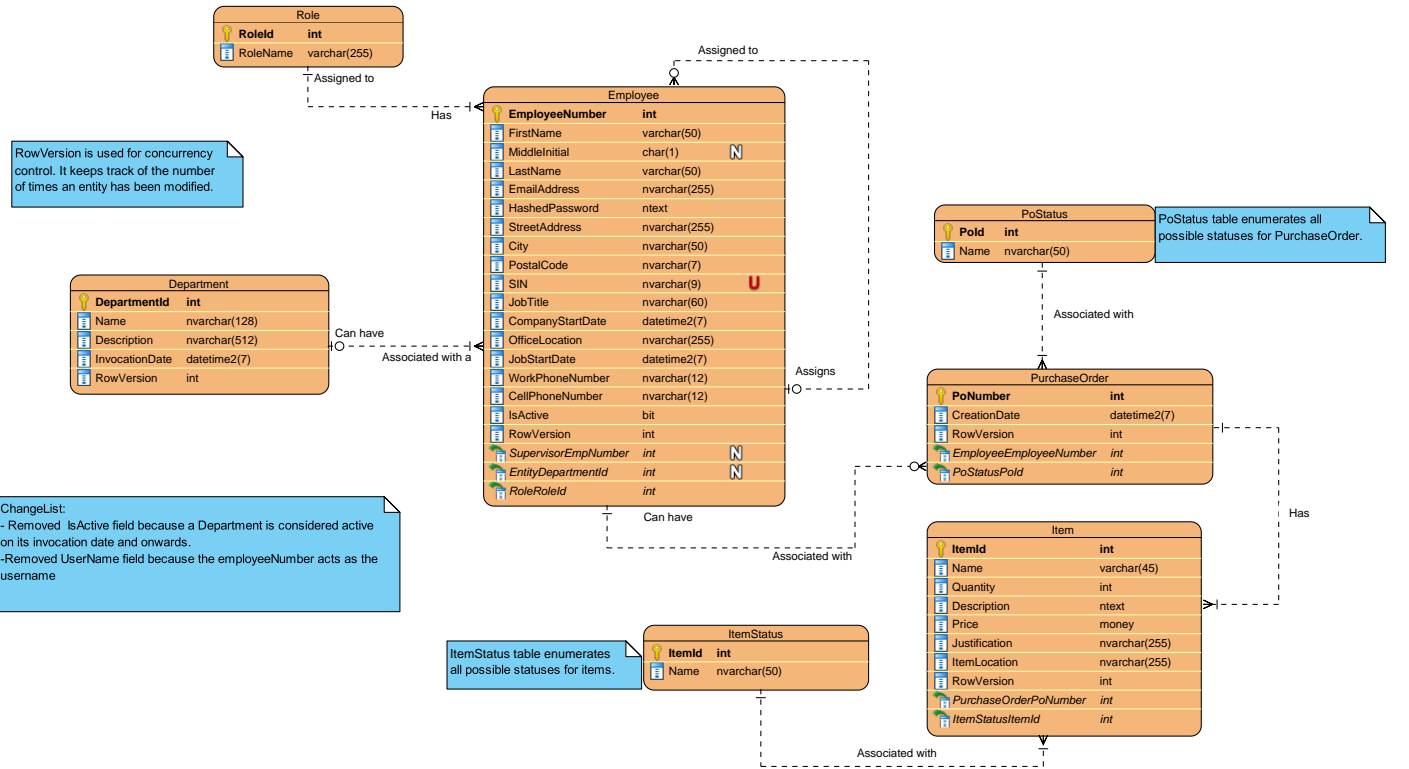 Role
RoleId int
RoleName varchar(255)
Assigned to
Has
Assigned to
Employee
EmployeeNumber int
FirstName varchar(50)
MiddleInitial char(1) N
LastName varchar(50)
EmailAddress nvarchar(255)
HashedPassword ntext
StreetAddress nvarchar(255)
City nvarchar(50)
PostalCode nvarchar(7)
SIN nvarchar(9) U
JobTitle nvarchar(60)
CompanyStartDate datetime2(7)
OfficeLocation nvarchar(255)
JobStartDate datetime2(7)
WorkPhoneNumber nvarchar(12)
CellPhoneNumber nvarchar(12)
IsActive bit
RowVersion int
SupervisorEmpNumber int N
EntityDepartmentId int N
RoleRoleId int
Assigns
RowVersion is used for concurrency
control. It keeps track of the number
of times an entity has been modified.
Department
DepartmentId int
Name nvarchar(128)
Description nvarchar(512)
InvocationDate datetime2(7)
RowVersion int
Can have
Associated with a
PoStatus
PoId int
Name nvarchar(50)
PoStatus table enumerates all
possible statuses for PurchaseOrder.
Associated with
PurchaseOrder
PoNumber int
CreationDate datetime2(7)
RowVersion int
EmployeeEmployeeNumber int
PoStatusPoId int
Can have
Associated with
Has
ChangeList:
- Removed IsActive field because a Department is considered active
on its invocation date and onwards.
-Removed UserName field because the employeeNumber acts as the
username
Item
ItemId int
Name varchar(45)
Quantity int
Description ntext
Price money
Justification nvarchar(255)
ItemLocation nvarchar(255)
RowVersion int
PurchaseOrderPoNumber int
ItemStatusItemId int
ItemStatus table enumerates
all possible statuses for items.
ItemStatus
ItemId int
Name nvarchar(50)
Associated with